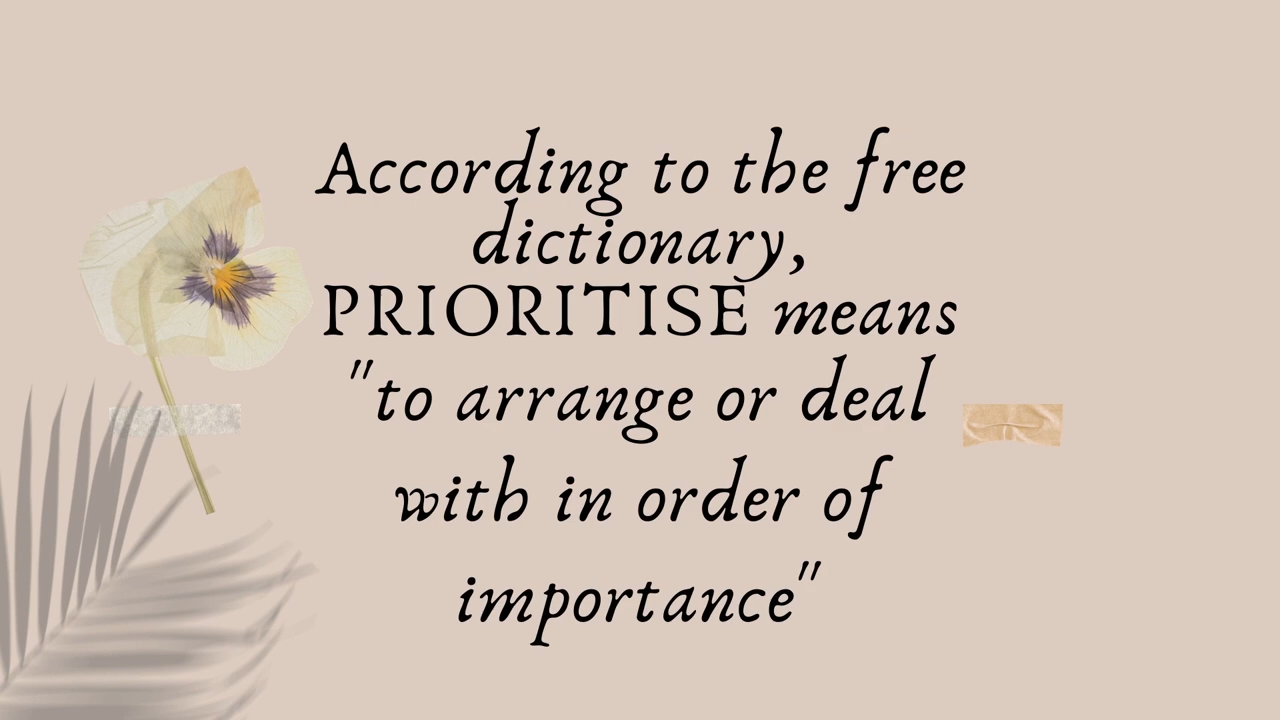 According to the free
dictionary,
PRIORITISE means
"to arrange or deal
with in order of
importance"